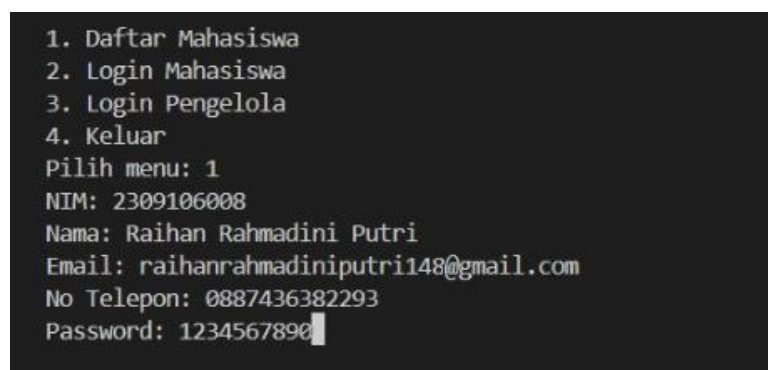 1. Daftar Mahasiswa
2. Login Mahasiswa
3. Login Pengelola
4. Keluar
Pilih menu: 1
NIM: 2309106008
Nama: Raihan Rahmadini Putri
Email: raihanrahmadiniputri148@gmail.com
No Telepon: 0887436382293
Password: 1234567890